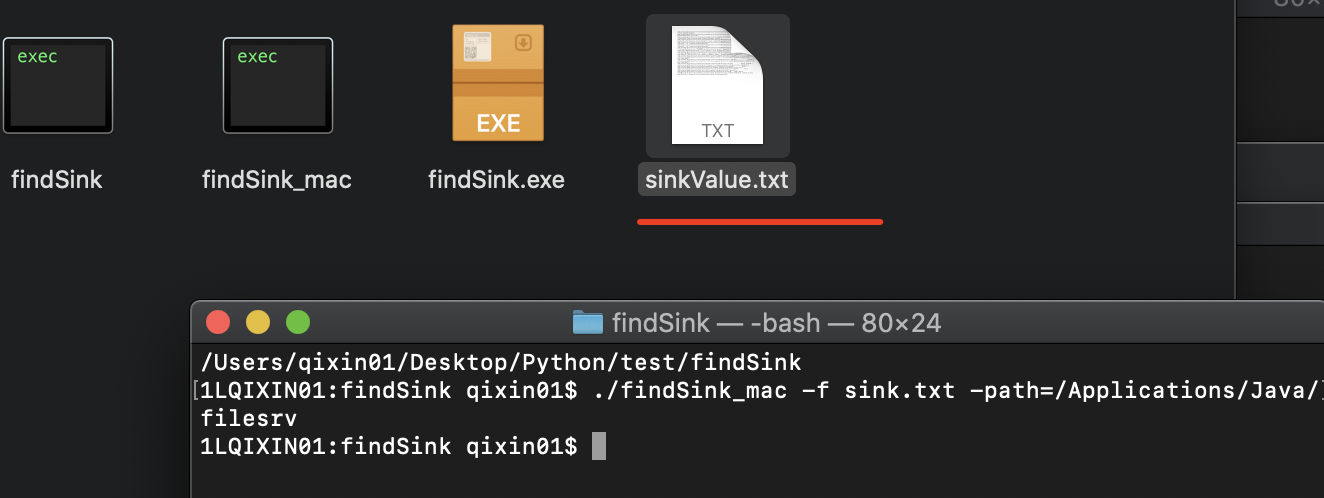 80×
exec
exec
EXE
TXT
findSink
findSink_mac
findSink.exe
sinkValue.txt
findSink — -bash — 80×24
/Users/qixin01/Desktop/Python/test/findSink
[1LQIXIN01:findSink qixin01$ ./findSink_mac -f sink.txt -path=/Applications/Java/]
filesrv
1LQIXIN01:findSink qixin01$